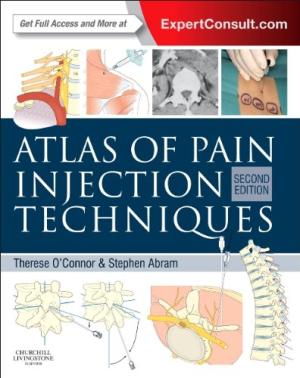 Get Full Access and More at
ExpertConsult.com
ATLAS OF PAIN
INJECTION SECOND EDITION
TECHNIQUES
Therese O'Connor & Stephen Abram
CHURCHILL
LIVINGSTONE
ELSEVIER